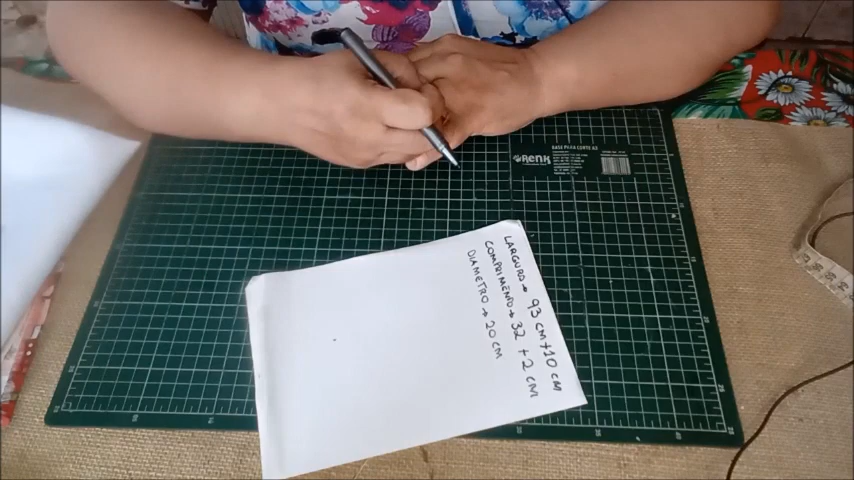 LARGURA → 93 CM + 10 CM
COMPRIMENTO → 32 + 2 CM
DIAMETRO → 20 CM
Renk
BASE PARA CORTE A3